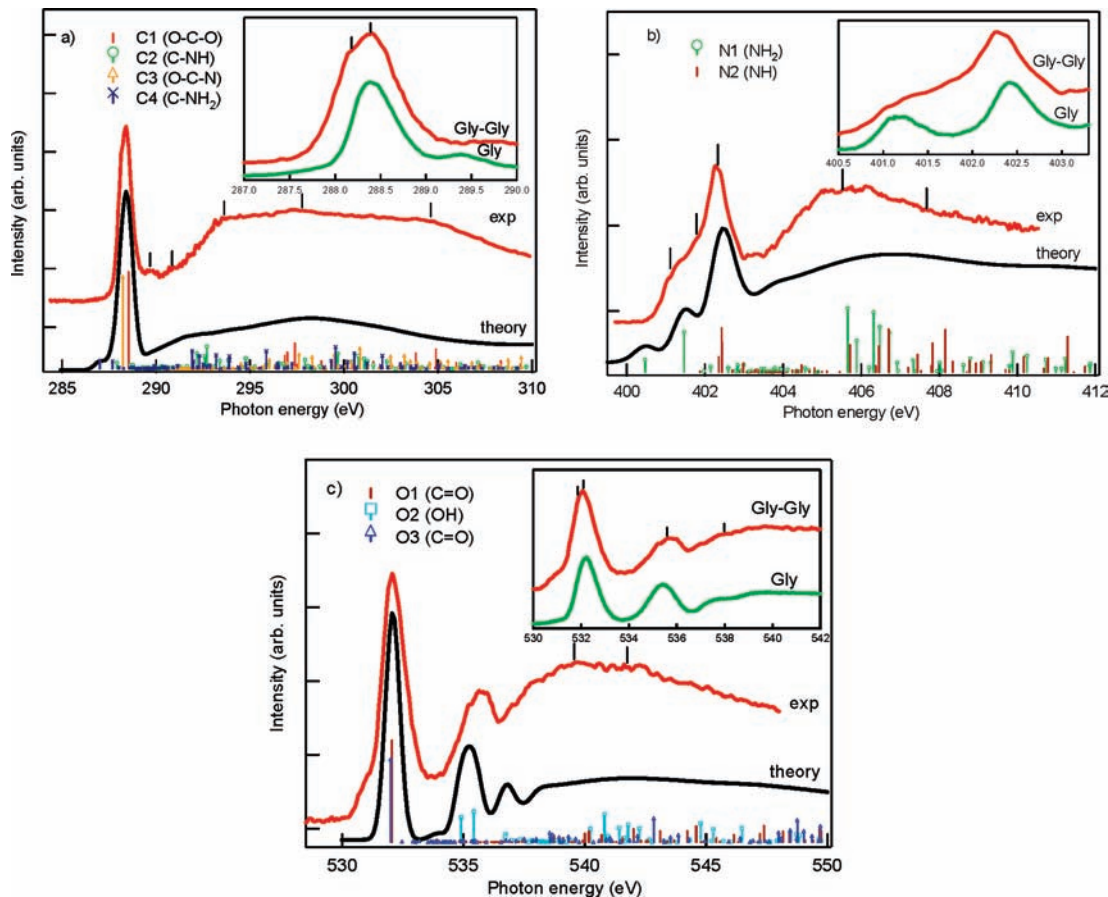 a)
C1 (O-C-O)
C2 (C-NH)
C3 (O-C-N)
C4 (C-NH2)
Gly-Gly
Gly
287.0 287.5 288.0 288.5 289.0 289.5 290.0
exp
theory
Intensity (arb. units)
285 290 295 300 305 310
Photon energy (eV)
b)
N1 (NH2)
N2 (NH)
Gly-Gly
Gly
400.5 401.0 401.5 402.0 402.5 403.0
exp
theory
Intensity (arb. units)
400 402 404 406 408 410 412
Photon energy (eV)
c)
O1 (C=O)
O2 (OH)
O3 (C=O)
Gly-Gly
Gly
530 532 534 536 538 540 542
exp
theory
Intensity (arb. units)
530 535 540 545 550
Photon energy (eV)